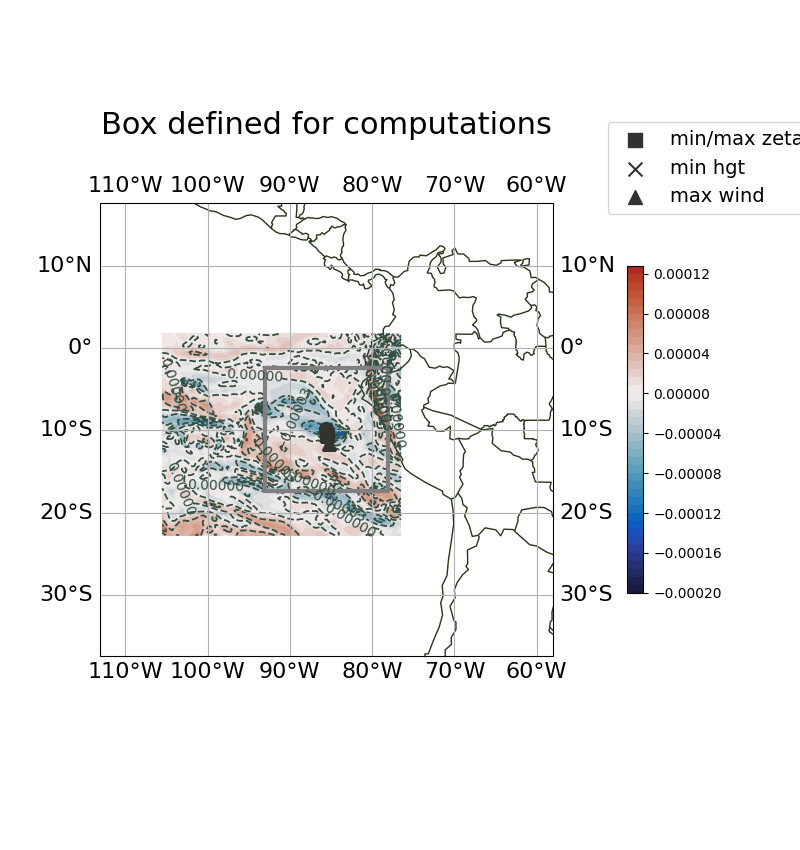 Box defined for computations
min/max zeta
min hgt
max wind
110°W 100°W 90°W 80°W 70°W 60°W
10°N 10°N
0° 0°
10°S 10°S
20°S 20°S
30°S 30°S
110°W 100°W 90°W 80°W 70°W 60°W
0.00012
0.00008
0.00004
0.00000
−0.00004
−0.00008
−0.00012
−0.00016
−0.00020
-0.00000
0.00000
0.00000